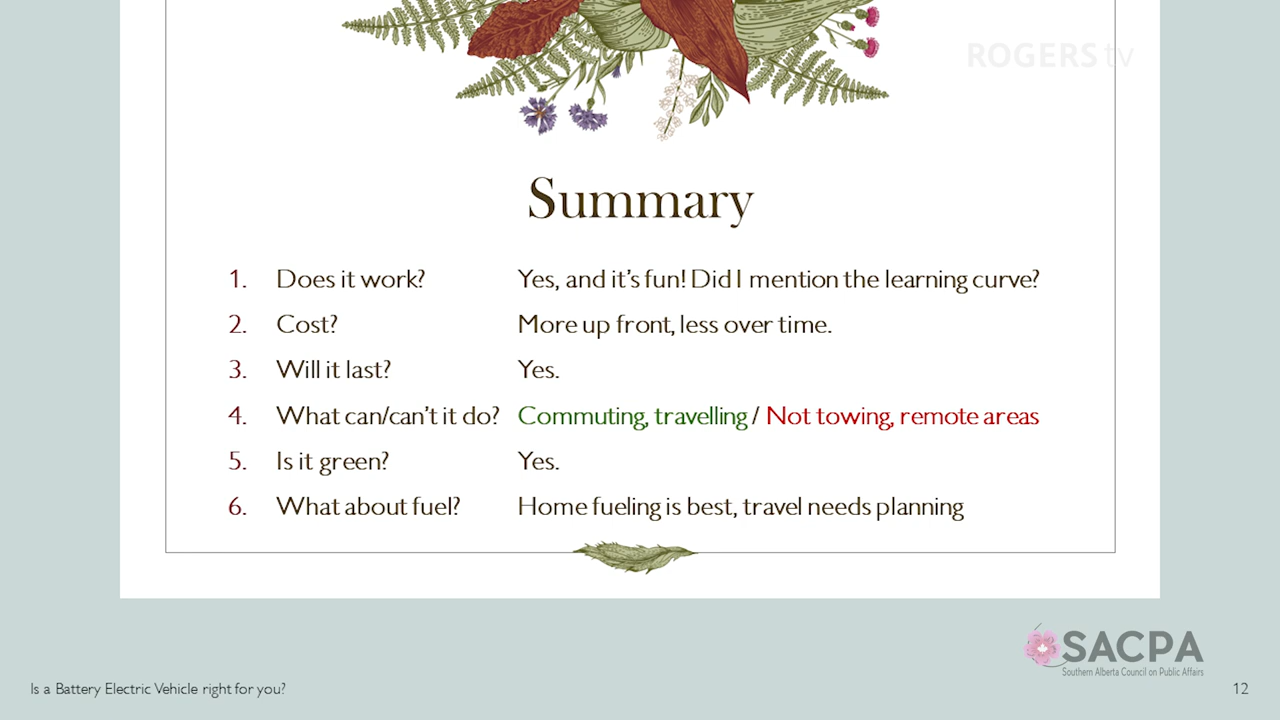 ROGERS tv
Summary
1. Does it work? Yes, and it's fun! Did I mention the learning curve?
2. Cost? More up front, less over time.
3. Will it last? Yes.
4. What can/can't it do? Commuting, travelling / Not towing, remote areas
5. Is it green? Yes.
6. What about fuel? Home fueling is best, travel needs planning
SACPA
Southern Alberta Council on Public Affairs
Is a Battery Electric Vehicle right for you? 12